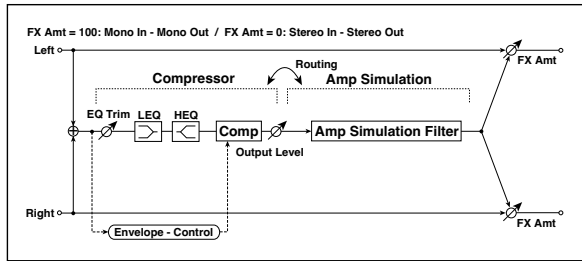 FX Amt = 100: Mono In - Mono Out / FX Amt = 0: Stereo In - Stereo Out
Left
FX Amt
Routing
Compressor
Amp Simulation
EQ Trim
LEQ
HEQ
Comp
Output Level
Amp Simulation Filter
Right
FX Amt
Envelope - Control